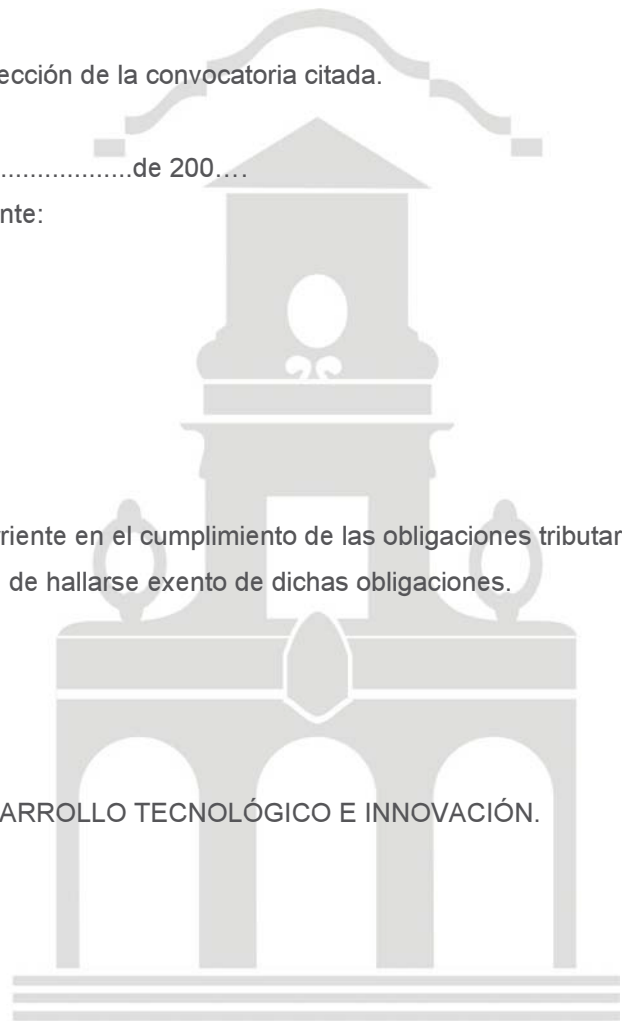 ección de la convocatoria citada.
..................de 200....
nte:
rriente en el cumplimiento de las obligaciones tributar
de hallarse exento de dichas obligaciones.
ARROLLO TECNOLÓGICO E INNOVACIÓN.